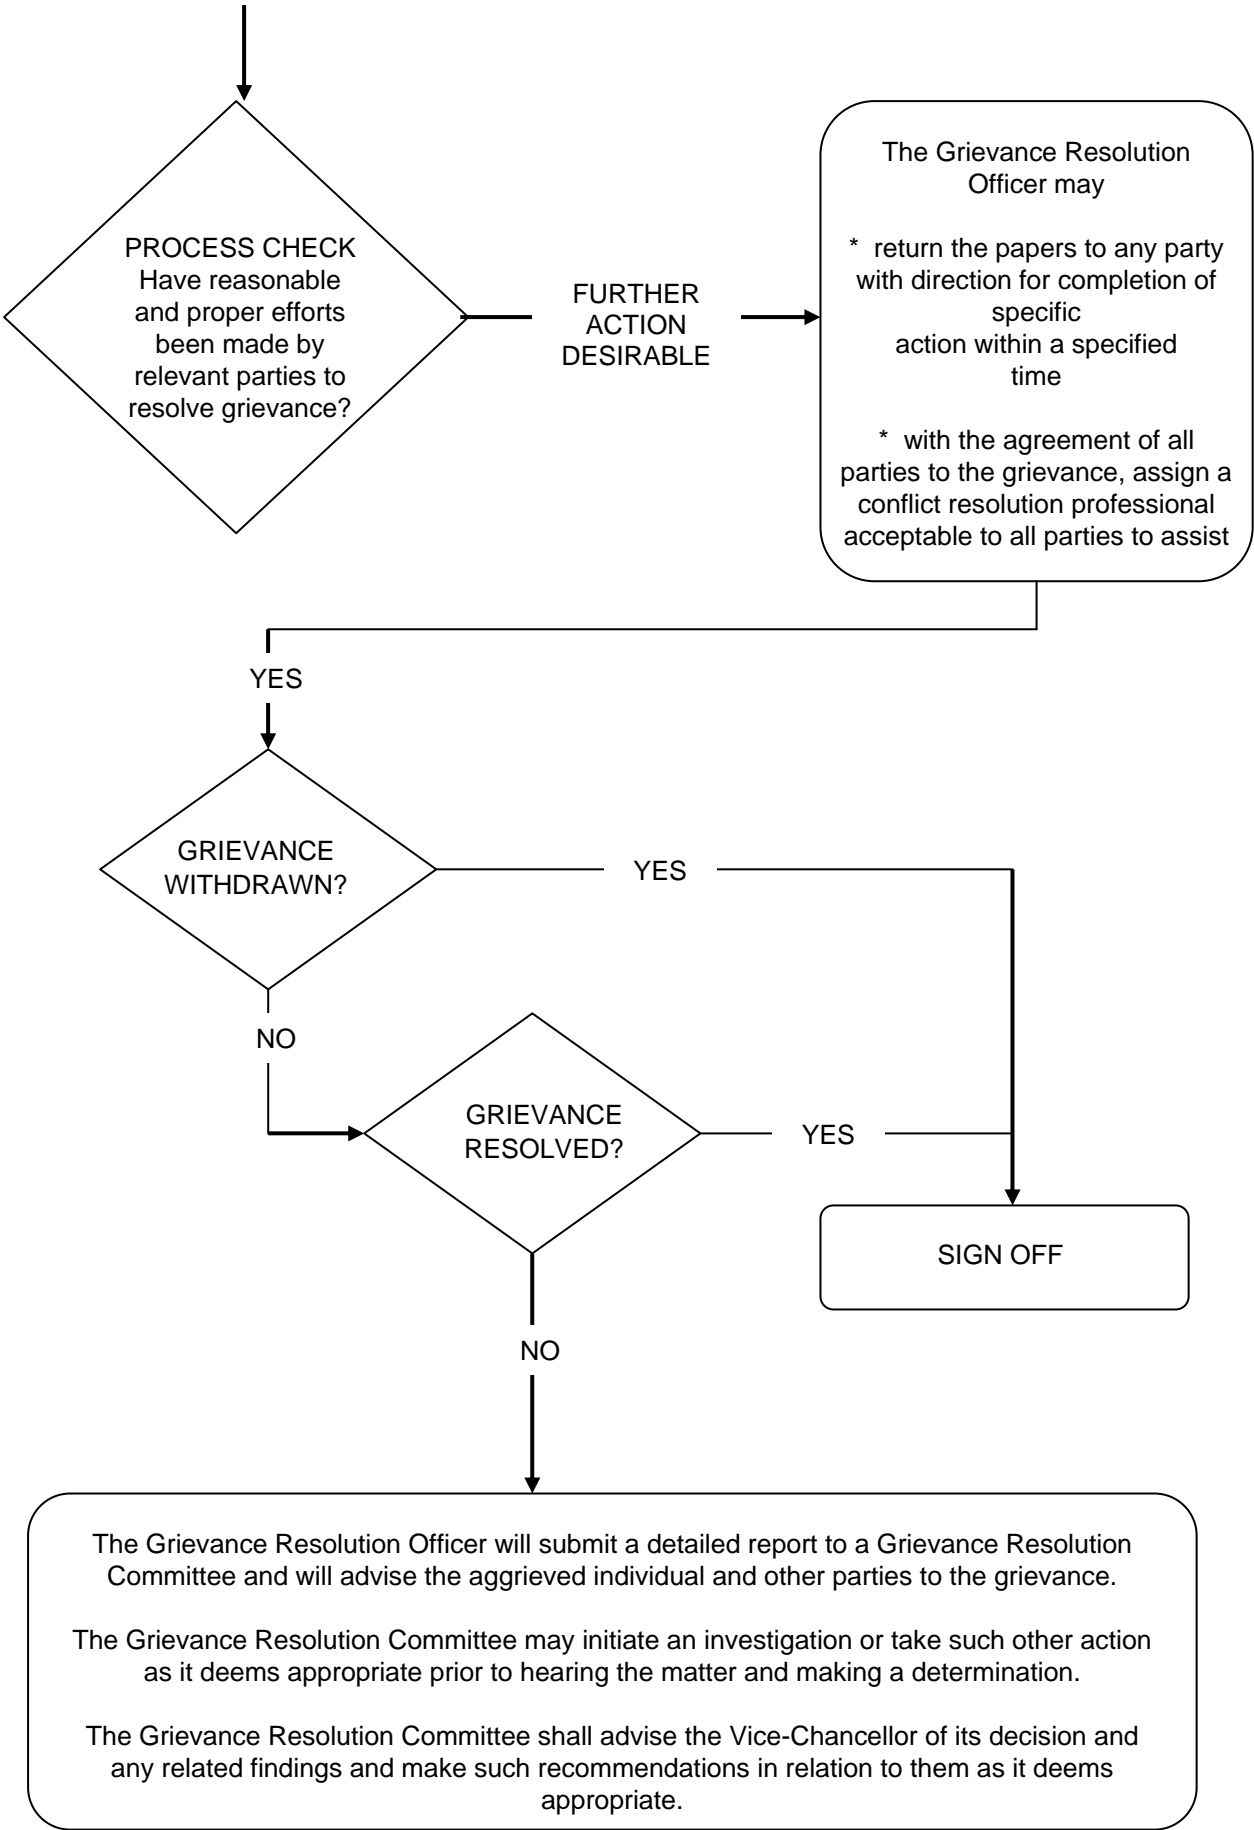 PROCESS CHECK
Have reasonable
and proper efforts
been made by
relevant parties to
resolve grievance?
FURTHER
ACTION
DESIRABLE
The Grievance Resolution
Officer may
* return the papers to any party
with direction for completion of
specific
action within a specified
time
* with the agreement of all
parties to the grievance, assign a
conflict resolution professional
acceptable to all parties to assist
YES
GRIEVANCE
WITHDRAWN?
YES
NO
GRIEVANCE
RESOLVED?
YES
SIGN OFF
NO
The Grievance Resolution Officer will submit a detailed report to a Grievance Resolution
Committee and will advise the aggrieved individual and other parties to the grievance.
The Grievance Resolution Committee may initiate an investigation or take such other action
as it deems appropriate prior to hearing the matter and making a determination.
The Grievance Resolution Committee shall advise the Vice-Chancellor of its decision and
any related findings and make such recommendations in relation to them as it deems
appropriate.